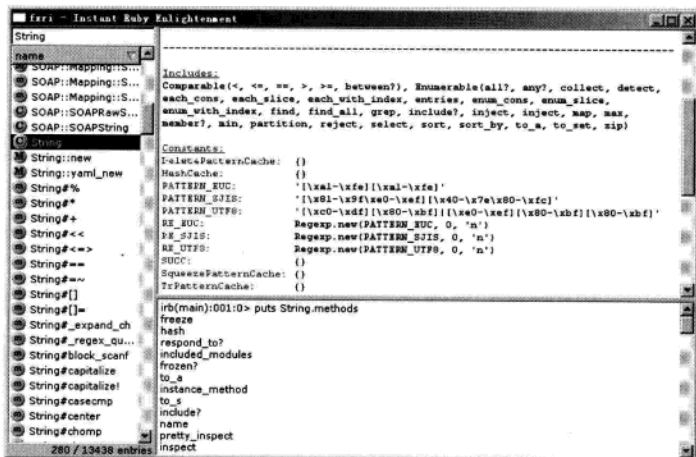 fxri - Instant Ruby Enlightenment
String
name
SOAP::Mapping::S...
SOAP::Mapping::S...
SOAP::Mapping::S...
SOAP::SOAPRawS...
SOAP::SOAPString
String
String::new
String::yaml_new
String#%
String#*
String#+
String#<<
String#<=>
String#==
String#=~
String#[]
String#[]=
String#_expand_ch
String#_regex_qu...
String#block_scanf
String#capitalize
String#capitalize!
String#casecmp
String#center
String#chomp
280 / 13438 entries
--------------------------------------------------------------------------------
Includes:
Comparable(<, <=, ==, >, >=, between?), Enumerable(all?, any?, collect, detect,
each_cons, each_slice, each_with_index, entries, enum_cons, enum_slice,
enum_with_index, find, find_all, grep, include?, inject, inject, map, max,
member?, min, partition, reject, select, sort, sort_by, to_a, to_set, zip)
Constants:
DeletePatternCache: {}
HashCache: {}
PATTERN_EUC: '[\xa1-\xfe][\xa1-\xfe]'
PATTERN_SJIS: '[\x81-\x9f\xe0-\xef][\x40-\x7e\x80-\xfc]'
PATTERN_UTF8: '[\xc0-\xdf][\x80-\xbf]|[\xe0-\xef][\x80-\xbf][\x80-\xbf]'
RE_EUC: Regexp.new(PATTERN_EUC, 0, 'n')
RE_SJIS: Regexp.new(PATTERN_SJIS, 0, 'n')
RE_UTF8: Regexp.new(PATTERN_UTF8, 0, 'n')
SUCC: {}
SqueezePatternCache: {}
TrPatternCache: {}
irb(main):001:0> puts String.methods
freeze
hash
respond_to?
included_modules
frozen?
to_a
instance_method
to_s
include?
name
pretty_inspect
inspect